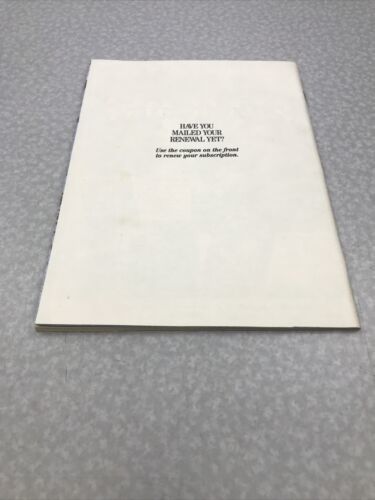 HAVE YOU
MAILED YOUR
RENEWAL YET?
Use the coupon on the front
to renew your subscription.